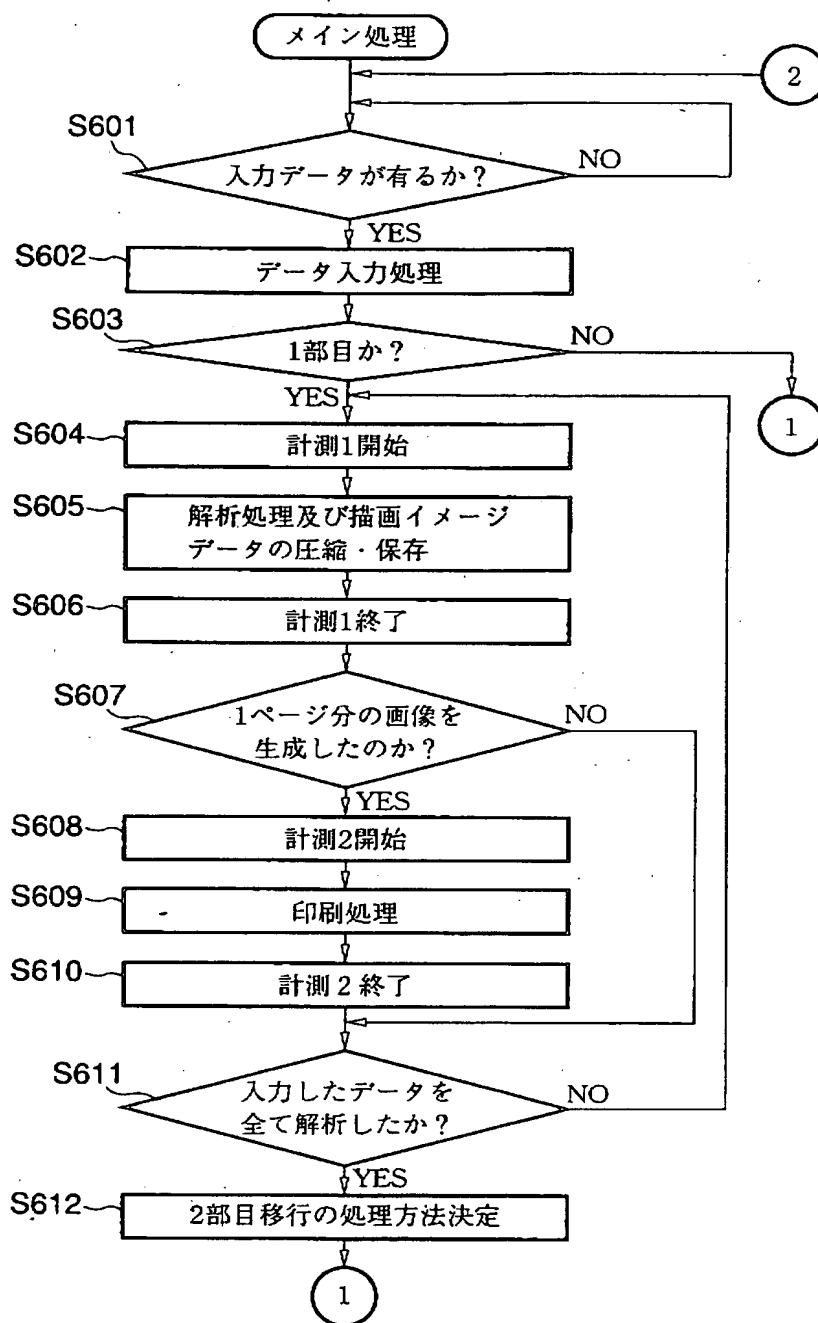 メイン処理
2
S601
入力データが有るか?
NO
YES
S602
データ入力処理
S603
1部目か?
NO
YES
1
S604
計測1開始
S605
解析処理及び描画イメージ
データの圧縮・保存
S606
計測1終了
S607
1ページ分の画像を
生成したのか?
NO
YES
S608
計測2開始
S609
印刷処理
S610
計測2終了
S611
入力したデータを
全て解析したか?
NO
YES
S612
2部目移行の処理方法決定
1